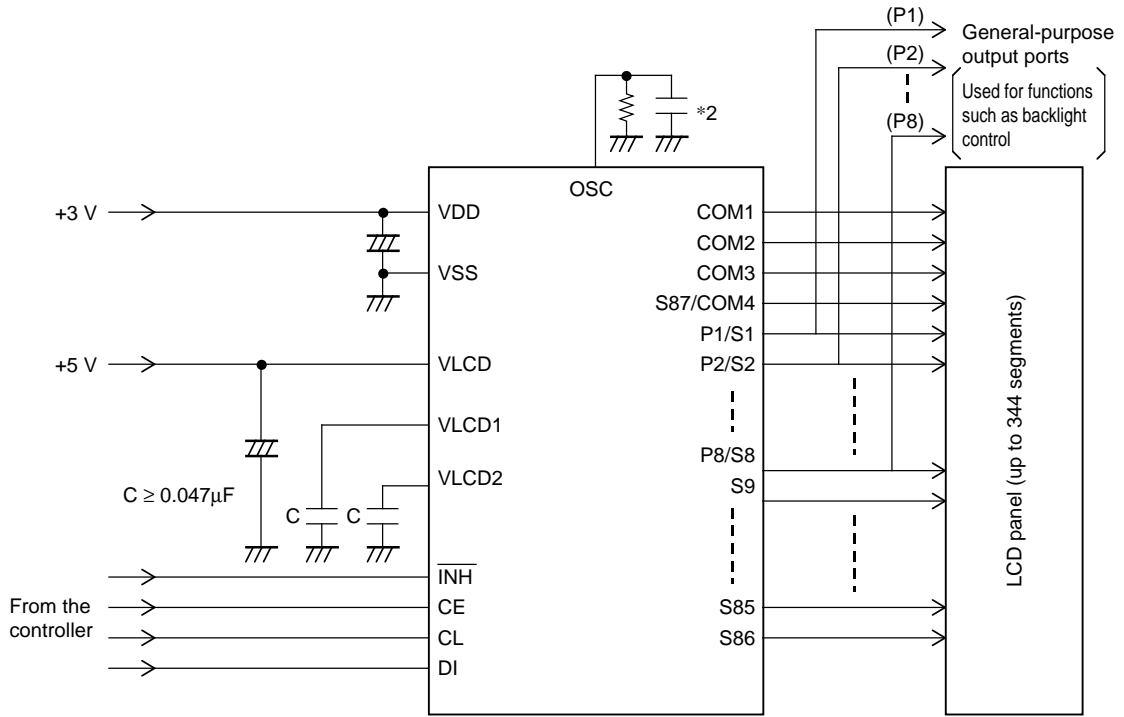 (P1)
General-purpose
output ports
(P2)
Used for functions
such as backlight
control
(P8)
*2
OSC
+3 V
VDD
VSS
+5 V
VLCD
VLCD1
VLCD2
C ≥ 0.047μF
C
C
From the
controller
INH
CE
CL
DI
COM1
COM2
COM3
S87/COM4
P1/S1
P2/S2
P8/S8
S9
S85
S86
LCD panel (up to 344 segments)